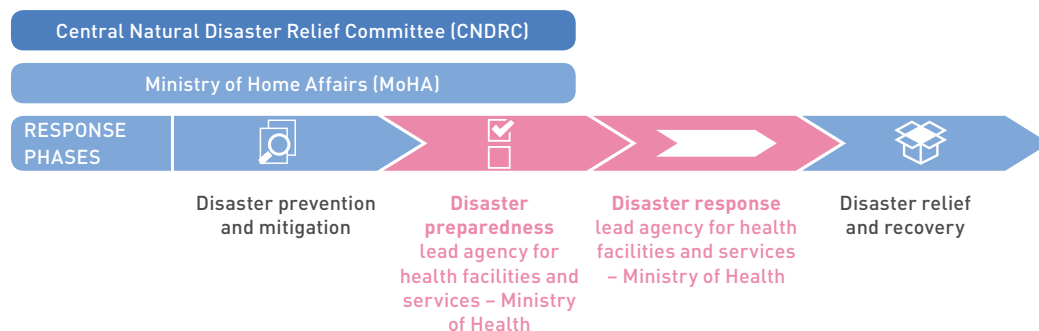 Central Natural Disaster Relief Committee (CNDRC)
Ministry of Home Affairs (MoHA)
RESPONSE
PHASES
Disaster prevention
and mitigation
Disaster
preparedness
lead agency for
health facilities and
services – Ministry
of Health
Disaster response
lead agency for health
facilities and services
– Ministry of Health
Disaster relief
and recovery